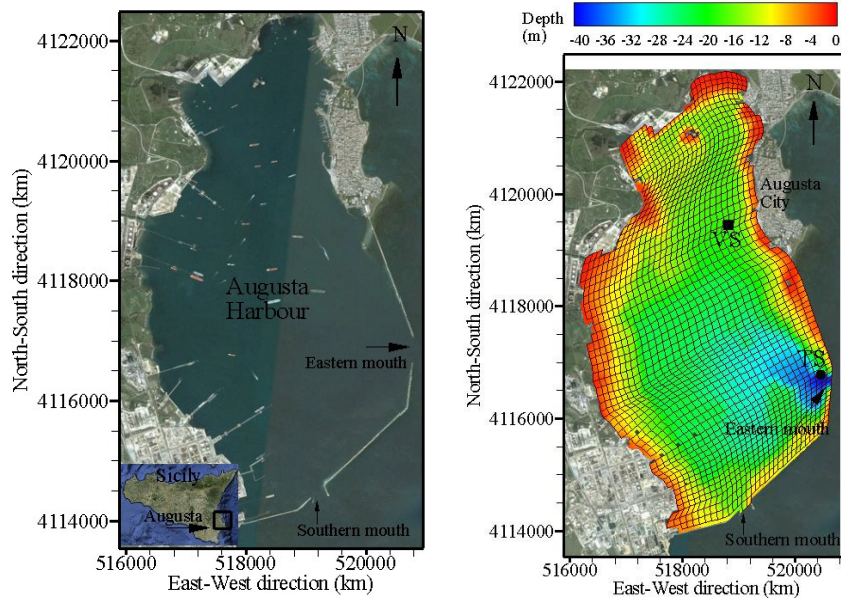 4122000
4120000
4118000
4116000
4114000
North-South direction (km)
516000
518000
520000
East-West direction (km)
N
Augusta
Harbour
Eastern mouth
Southern mouth
Sicily
Augusta
Depth
(m)
-40
-36
-32
-28
-24
-20
-16
-12
-8
-4
0
4122000
4120000
4118000
4116000
4114000
North-South direction (km)
516000
518000
520000
East-West direction (km)
N
Augusta
City
VS
TS
Eastern mouth
Southern mouth